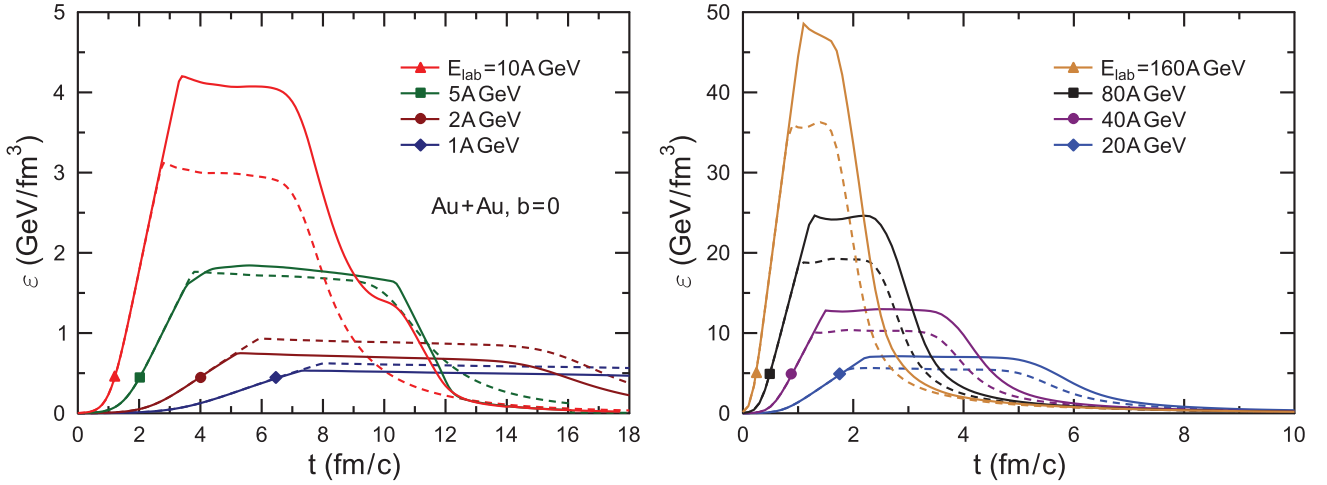 5
4
3
2
1
0
ε (GeV/fm³)
E_lab=10A GeV
5A GeV
2A GeV
1A GeV
Au+Au, b=0
0 2 4 6 8 10 12 14 16 18
t (fm/c)
50
40
30
20
10
0
ε (GeV/fm³)
E_lab=160A GeV
80A GeV
40A GeV
20A GeV
0 2 4 6 8 10
t (fm/c)